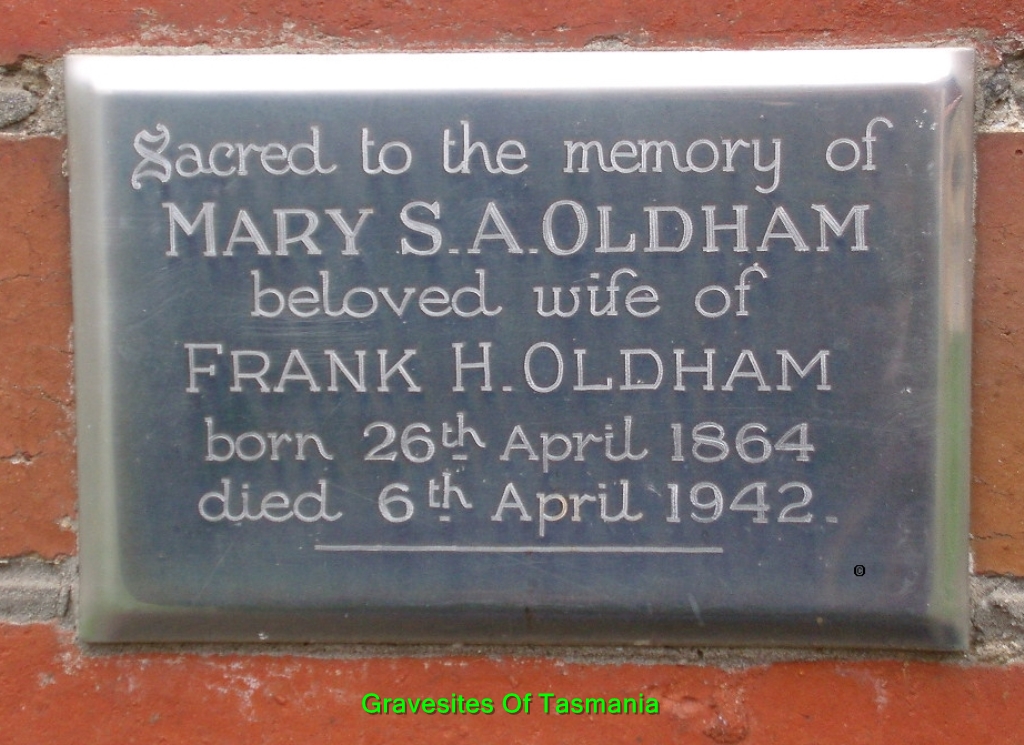 Sacred to the memory of
MARY S. A. OLDHAM
beloved wife of
FRANK H. OLDHAM
born 26th April 1864
died 6th April 1942.
©
Gravesites Of Tasmania